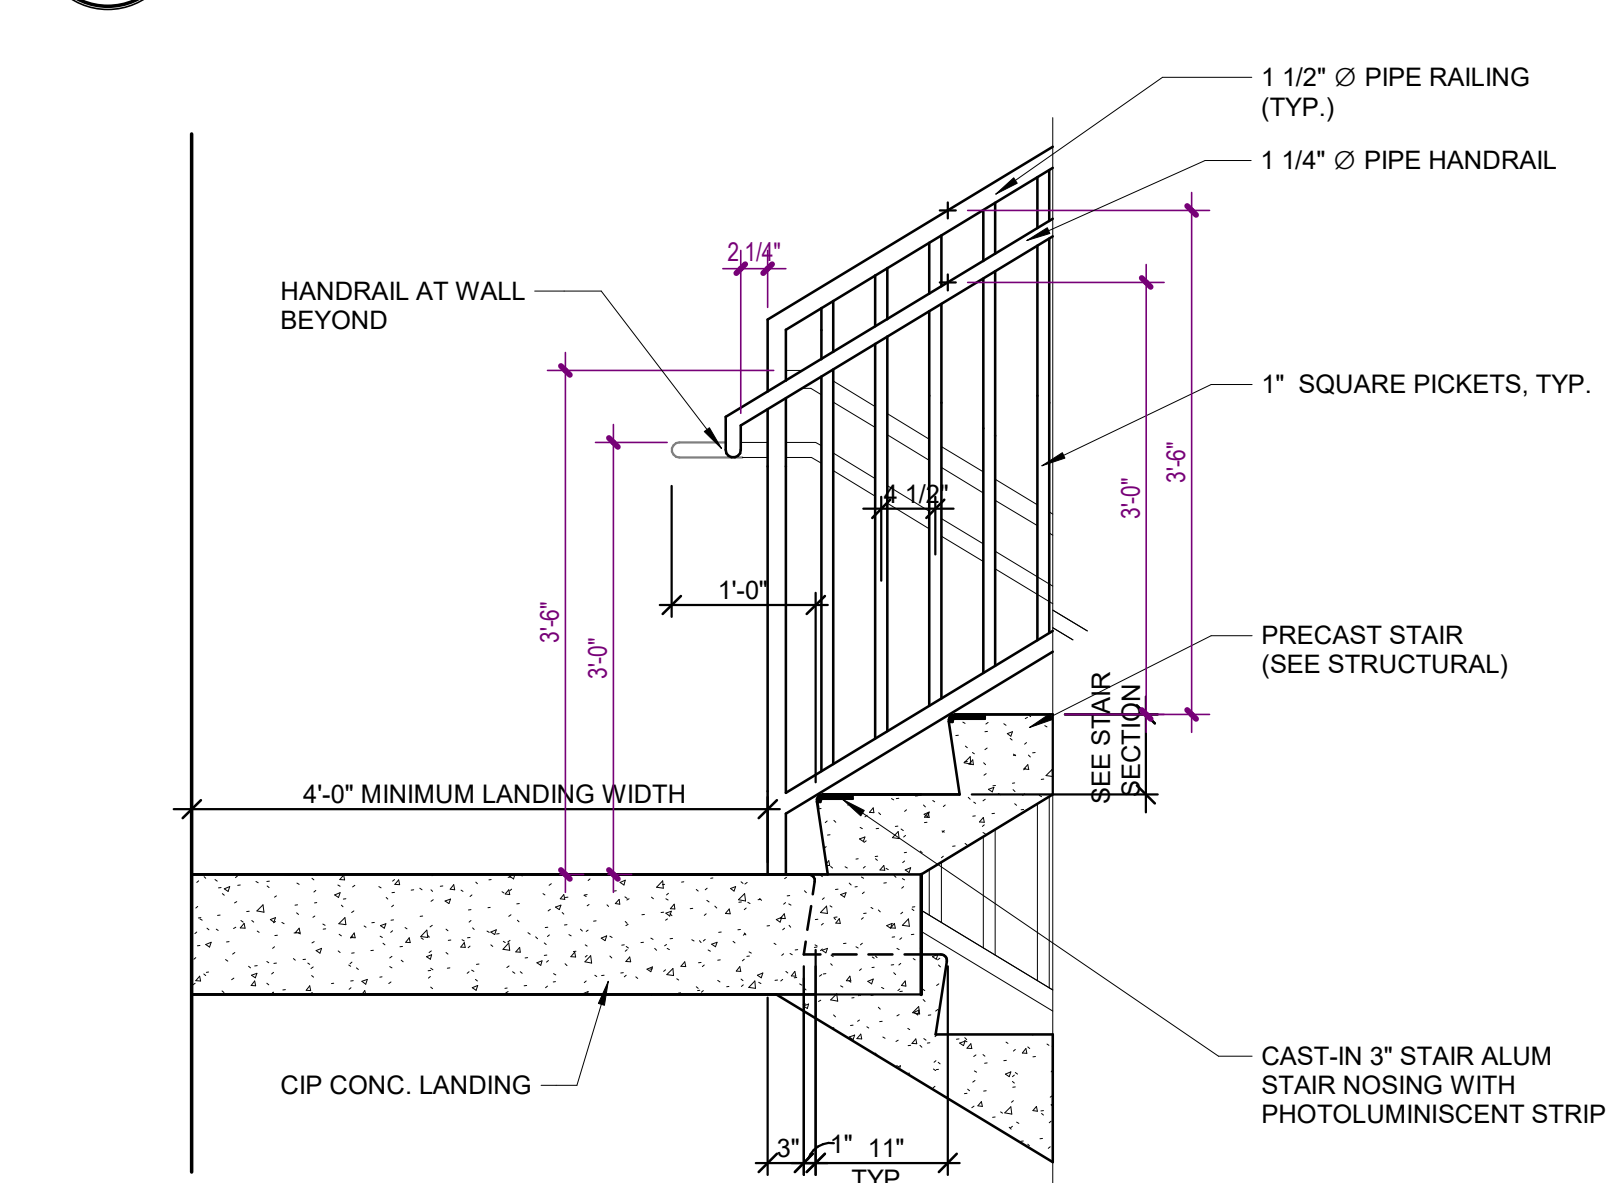 1 1/2" Ø PIPE RAILING
(TYP.)
1 1/4" Ø PIPE HANDRAIL
2 1/4"
HANDRAIL AT WALL
BEYOND
1" SQUARE PICKETS, TYP.
3'-6"
3'-0"
4 1/2"
1'-0"
3'-6"
3'-0"
PRECAST STAIR
(SEE STRUCTURAL)
SEE STAIR
SECTION
4'-0" MINIMUM LANDING WIDTH
CIP CONC. LANDING
CAST-IN 3" STAIR ALUM
STAIR NOSING WITH
PHOTOLUMINISCENT STRIP
3"
1"
11"
TYP